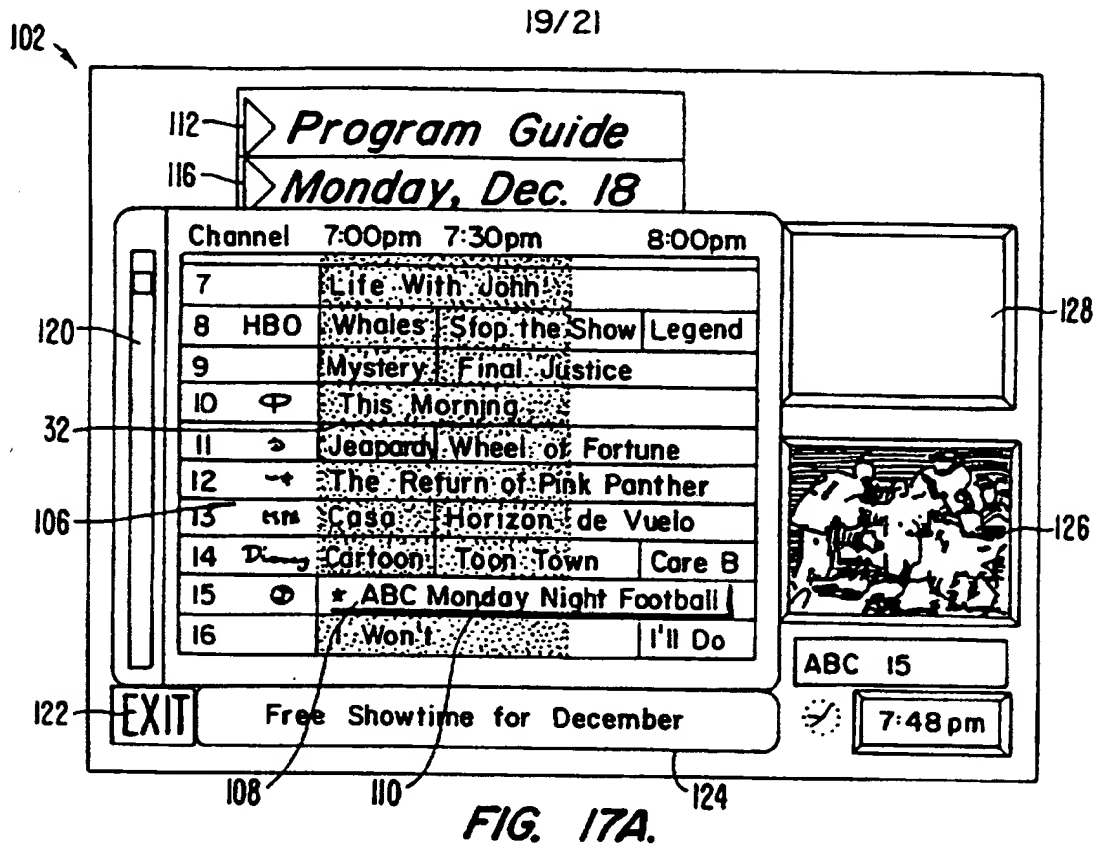 19/21
102
112 Program Guide
116 Monday, Dec. 18
Channel 7:00pm 7:30pm 8:00pm
7 Life With John
8 HBO Whales Stop the Show Legend
128
120
9 Mystery Final Justice
10 This Morning
32
11 Jeapardy Wheel of Fortune
12 The Return of Pink Panther
106
13 Casa Horizon de Vuelo
126
14 Disney Cartoon Toon Town Care B
15 * ABC Monday Night Football
16 I Won't I'll Do
ABC 15
122 EXIT Free Showtime for December 7:48pm
108 110 124
FIG. 17A.